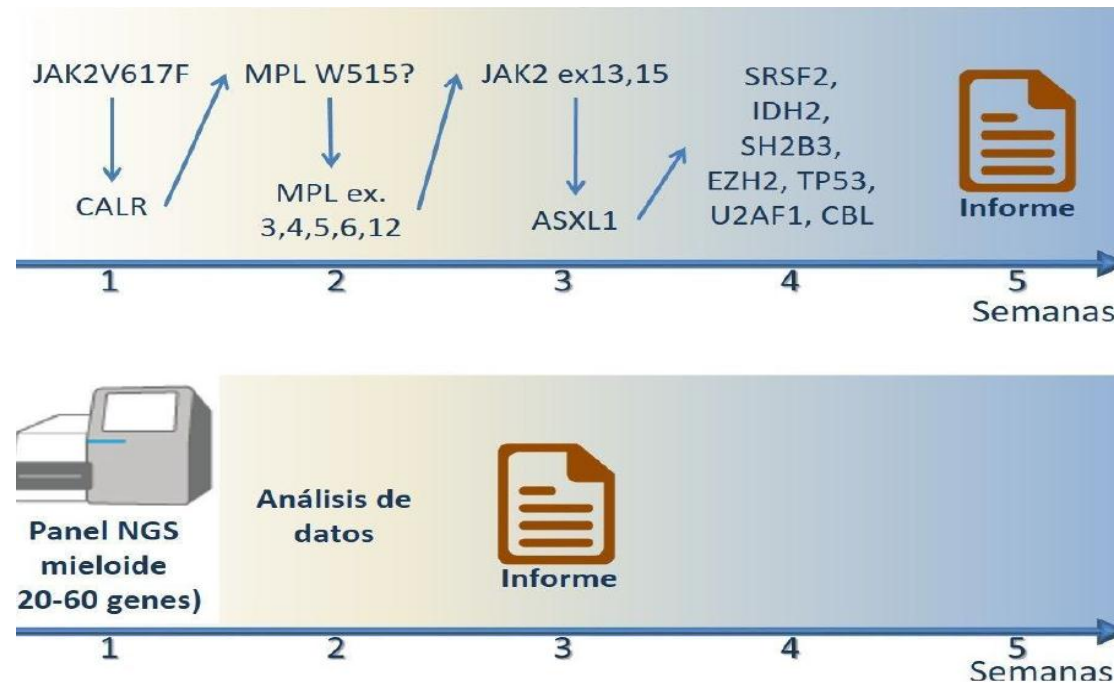 JAK2V617F
MPL W515?
JAK2 ex13,15
SRSF2,
IDH2,
SH2B3,
EZH2, TP53,
U2AF1, CBL
CALR
MPL ex.
3,4,5,6,12
ASXL1
Informe
1
2
3
4
5
Semanas
Panel NGS
mieloide
20-60 genes)
Análisis de
datos
Informe
1
2
3
4
5
Semanas